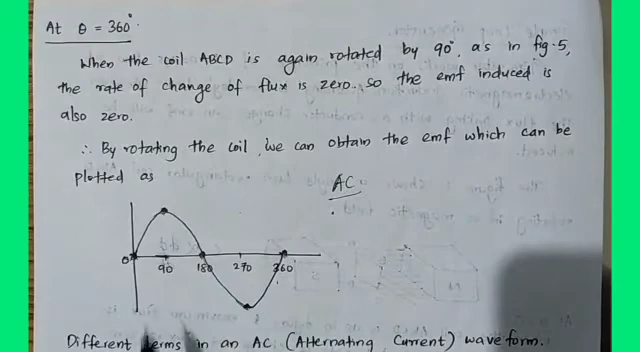 At θ = 360°
When the coil ABCD is again rotated by 90°, as in fig-5,
the rate of change of flux is zero. so the emf induced is
also zero.
∴ By rotating the coil, we can obtain the emf which can be
plotted as
AC
0 90 180 270 360
Different terms in an AC (Alternating Current) waveform.